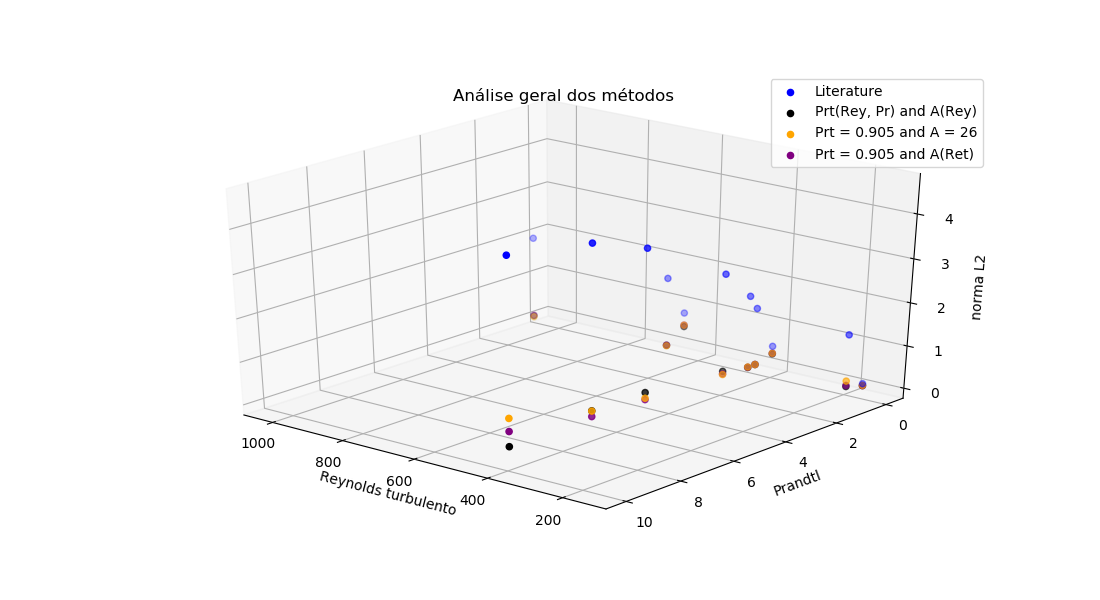 Análise geral dos métodos
Literature
Prt(Rey, Pr) and A(Rey)
Prt = 0.905 and A = 26
Prt = 0.905 and A(Ret)
4
3
2
1
0
norma L2
1000
800
600
400
200
Reynolds turbulento
10
8
6
4
2
0
Prandtl